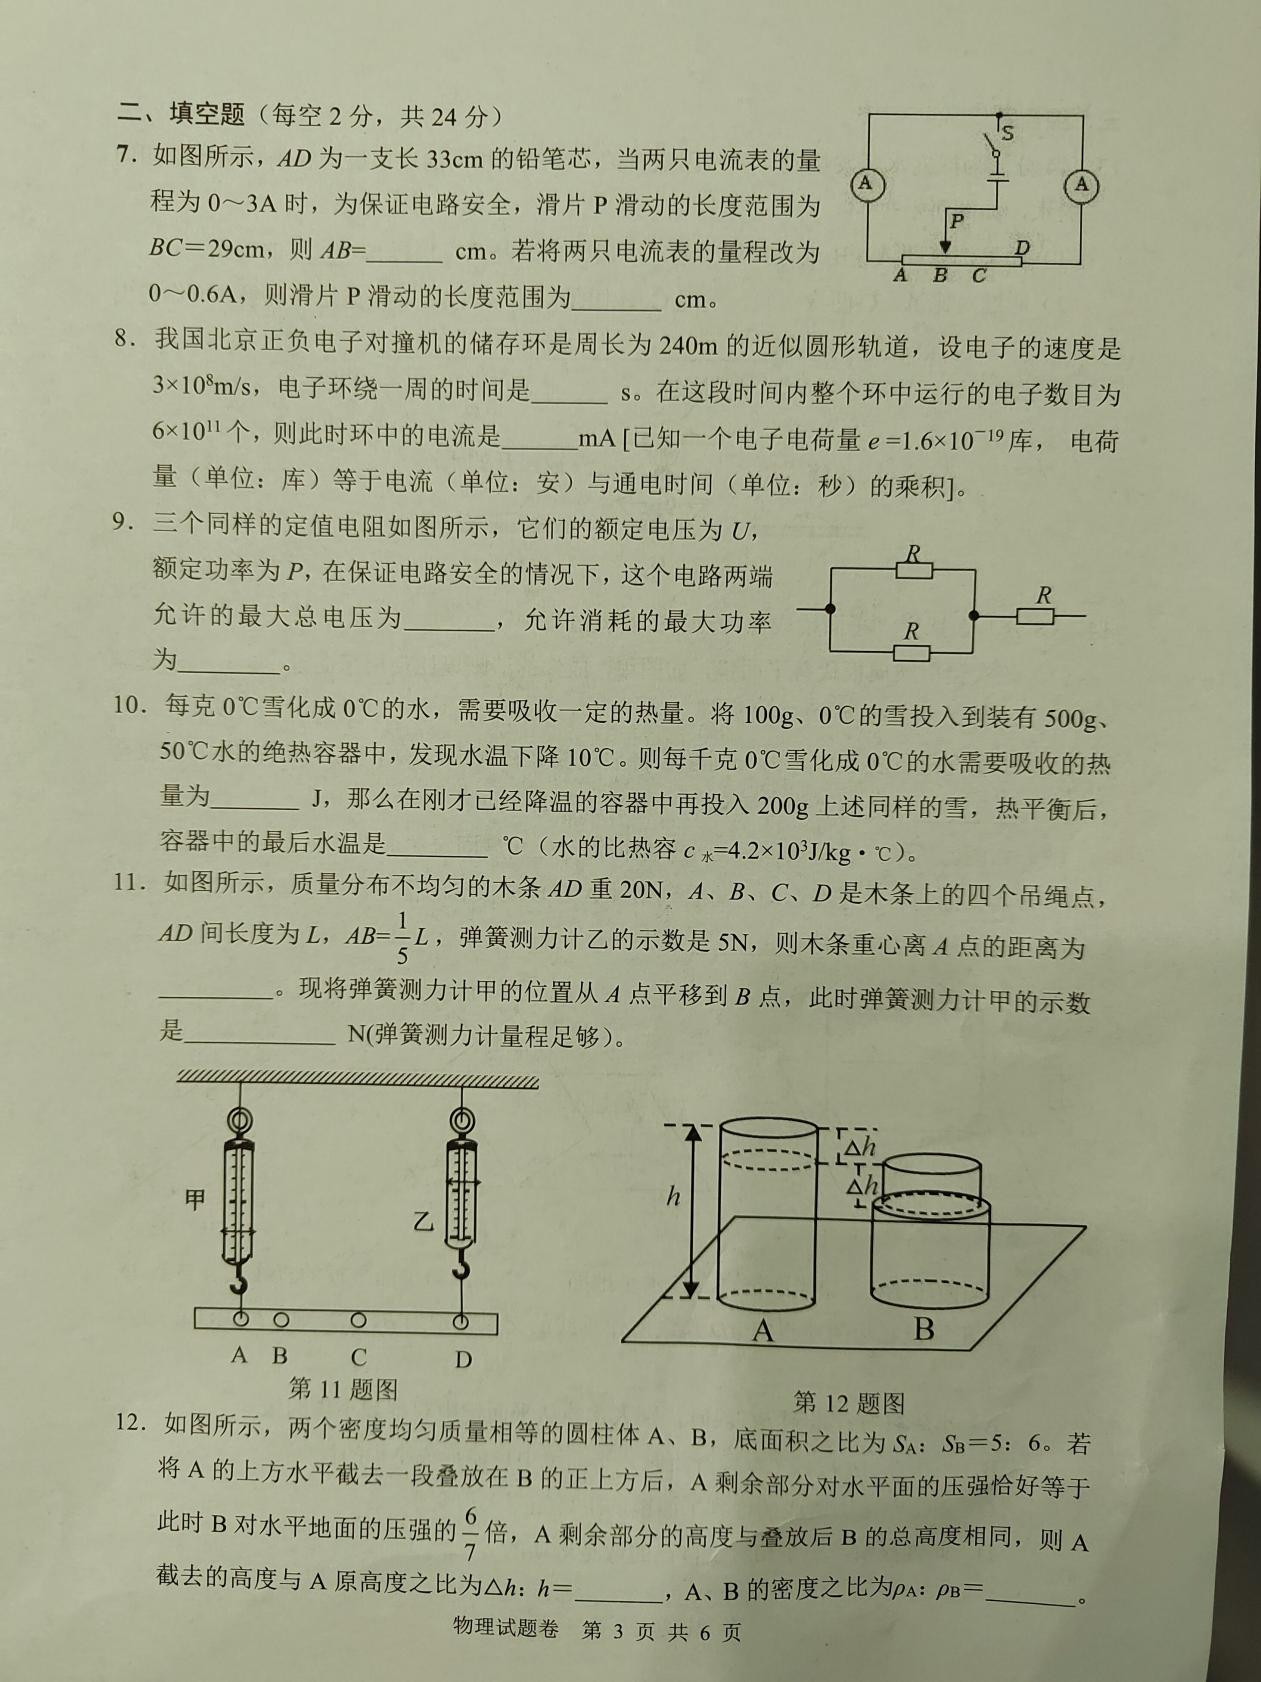 二、填空题（每空 2 分，共 24 分）
7．如图所示，AD 为一支长 33cm 的铅笔芯，当两只电流表的量
程为 0～3A 时，为保证电路安全，滑片 P 滑动的长度范围为
BC＝29cm，则 AB=______ cm。若将两只电流表的量程改为
0～0.6A，则滑片 P 滑动的长度范围为______ cm。
S
A
A
P
D
A B C
8．我国北京正负电子对撞机的储存环是周长为 240m 的近似圆形轨道，设电子的速度是
3×10⁸m/s，电子环绕一周的时间是______ s。在这段时间内整个环中运行的电子数目为
6×10¹¹ 个，则此时环中的电流是______mA [已知一个电子电荷量 e =1.6×10⁻¹⁹ 库， 电荷
量（单位：库）等于电流（单位：安）与通电时间（单位：秒）的乘积]。
9．三个同样的定值电阻如图所示，它们的额定电压为 U，
额定功率为 P，在保证电路安全的情况下，这个电路两端
允许的最大总电压为______，允许消耗的最大功率
为______。
R
R
R
10．每克 0℃雪化成 0℃的水，需要吸收一定的热量。将 100g、0℃的雪投入到装有 500g、
50℃水的绝热容器中，发现水温下降 10℃。则每千克 0℃雪化成 0℃的水需要吸收的热
量为______ J，那么在刚才已经降温的容器中再投入 200g 上述同样的雪，热平衡后，
容器中的最后水温是______ ℃（水的比热容 c 水=4.2×10³J/kg・℃）。
11．如图所示，质量分布不均匀的木条 AD 重 20N，A、B、C、D 是木条上的四个吊绳点，
AD 间长度为 L，AB=1/5 L，弹簧测力计乙的示数是 5N，则木条重心离 A 点的距离为
______。现将弹簧测力计甲的位置从 A 点平移到 B 点，此时弹簧测力计甲的示数
是______ N(弹簧测力计量程足够）。
甲
乙
A B C D
第 11 题图
h
△h
△h
A
B
第 12 题图
12．如图所示，两个密度均匀质量相等的圆柱体 A、B，底面积之比为 SA：SB＝5：6。若
将 A 的上方水平截去一段叠放在 B 的正上方后，A 剩余部分对水平面的压强恰好等于
此时 B 对水平地面的压强的 6/7 倍，A 剩余部分的高度与叠放后 B 的总高度相同，则 A
截去的高度与 A 原高度之比为△h：h＝______，A、B 的密度之比为ρA：ρB＝______。
物理试题卷 第 3 页 共 6 页